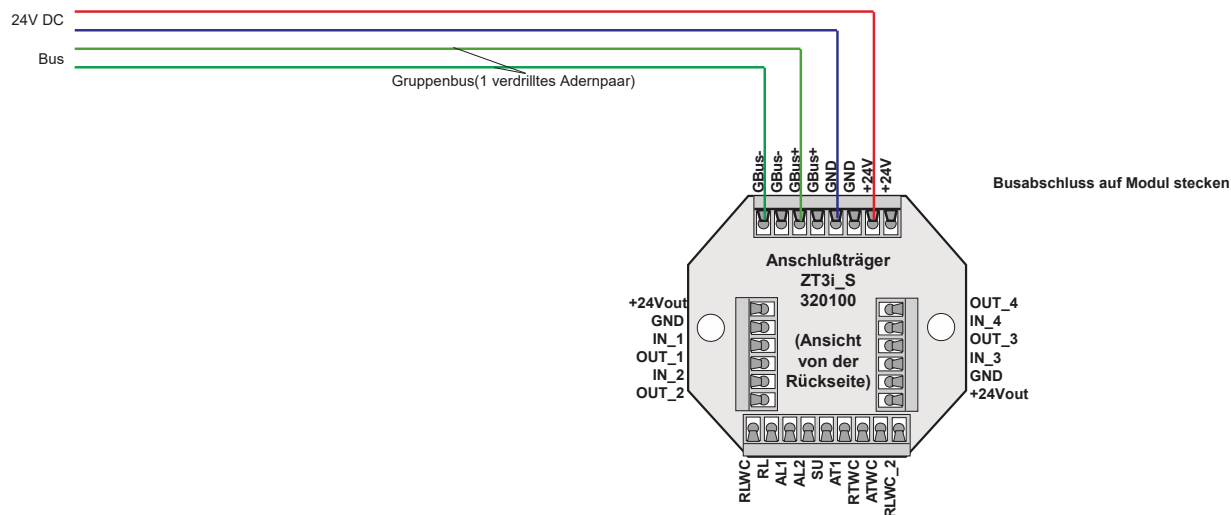 24V DC
Bus
Gruppenbus(1 verdrilltes Adernpaar)
GBus-
GBus-
GBus+
GBus+
GND
GND
+24V
+24V
Busabschluss auf Modul stecken
Anschlußträger
ZT3i_S
320100
(Ansicht
von der
Rückseite)
+24Vout
GND
IN_1
OUT_1
IN_2
OUT_2
OUT_4
IN_4
OUT_3
IN_3
GND
+24Vout
RLWC
RL
AL1
AL2
SU
AT1
RTWC
ATWC
RLWC_2